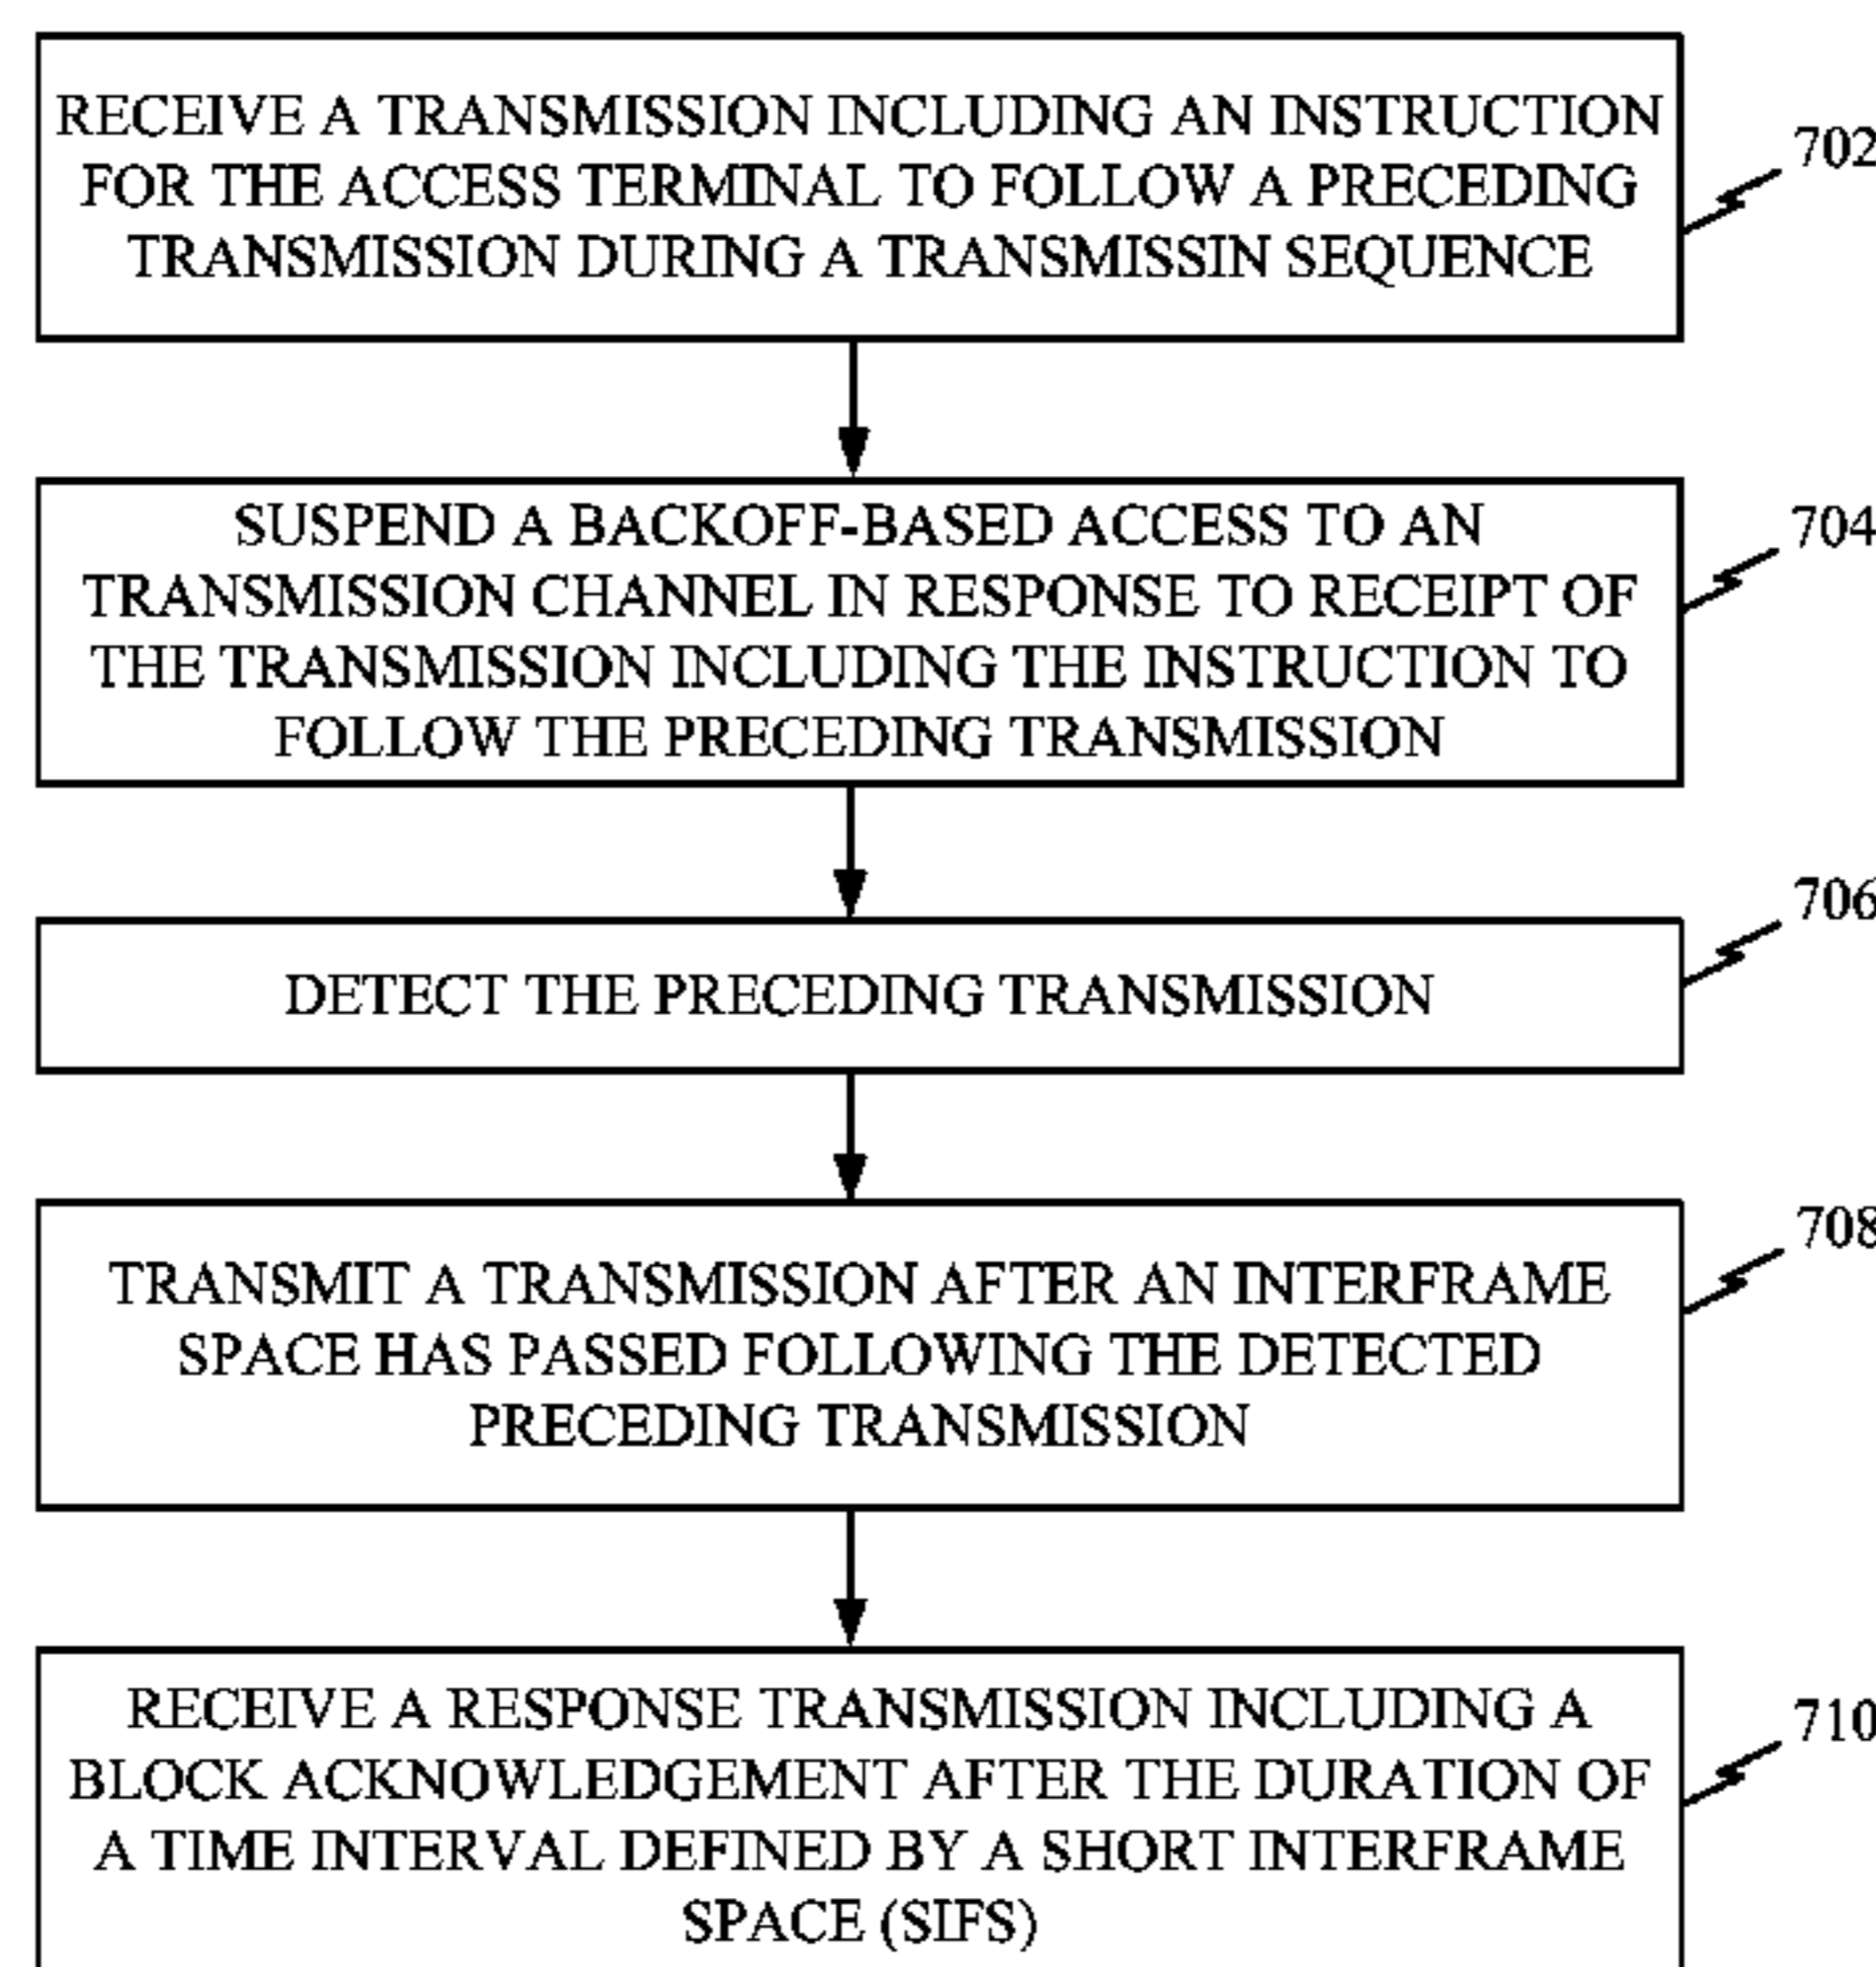 RECEIVE A TRANSMISSION INCLUDING AN INSTRUCTION
FOR THE ACCESS TERMINAL TO FOLLOW A PRECEDING
TRANSMISSION DURING A TRANSMISSIN SEQUENCE
702
SUSPEND A BACKOFF-BASED ACCESS TO AN
TRANSMISSION CHANNEL IN RESPONSE TO RECEIPT OF
THE TRANSMISSION INCLUDING THE INSTRUCTION TO
FOLLOW THE PRECEDING TRANSMISSION
704
DETECT THE PRECEDING TRANSMISSION
706
TRANSMIT A TRANSMISSION AFTER AN INTERFRAME
SPACE HAS PASSED FOLLOWING THE DETECTED
PRECEDING TRANSMISSION
708
RECEIVE A RESPONSE TRANSMISSION INCLUDING A
BLOCK ACKNOWLEDGEMENT AFTER THE DURATION OF
A TIME INTERVAL DEFINED BY A SHORT INTERFRAME
SPACE (SIFS)
710